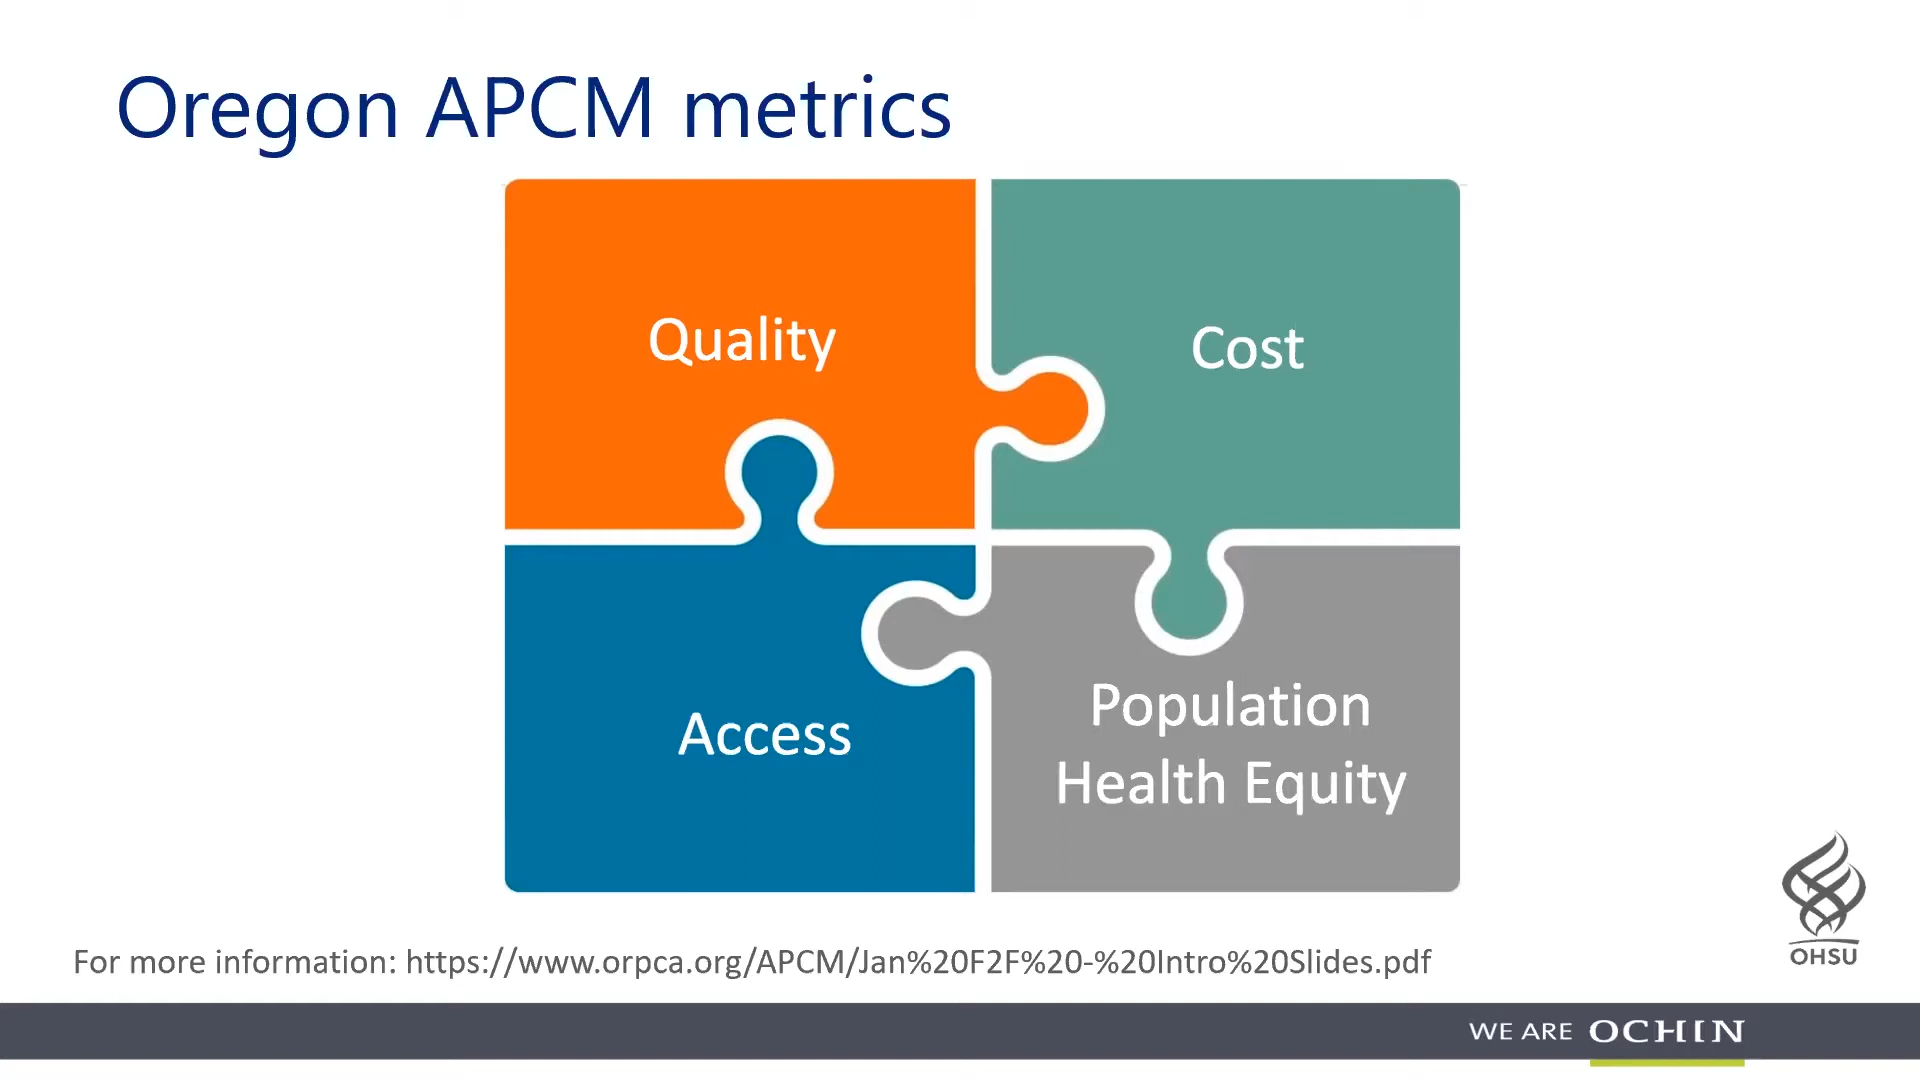 Oregon APCM metrics
Quality
Cost
Access
Population
Health Equity
For more information: https://www.orpca.org/APCM/Jan%20F2F%20-%20Intro%20Slides.pdf
OHSU
WE ARE OCHIN